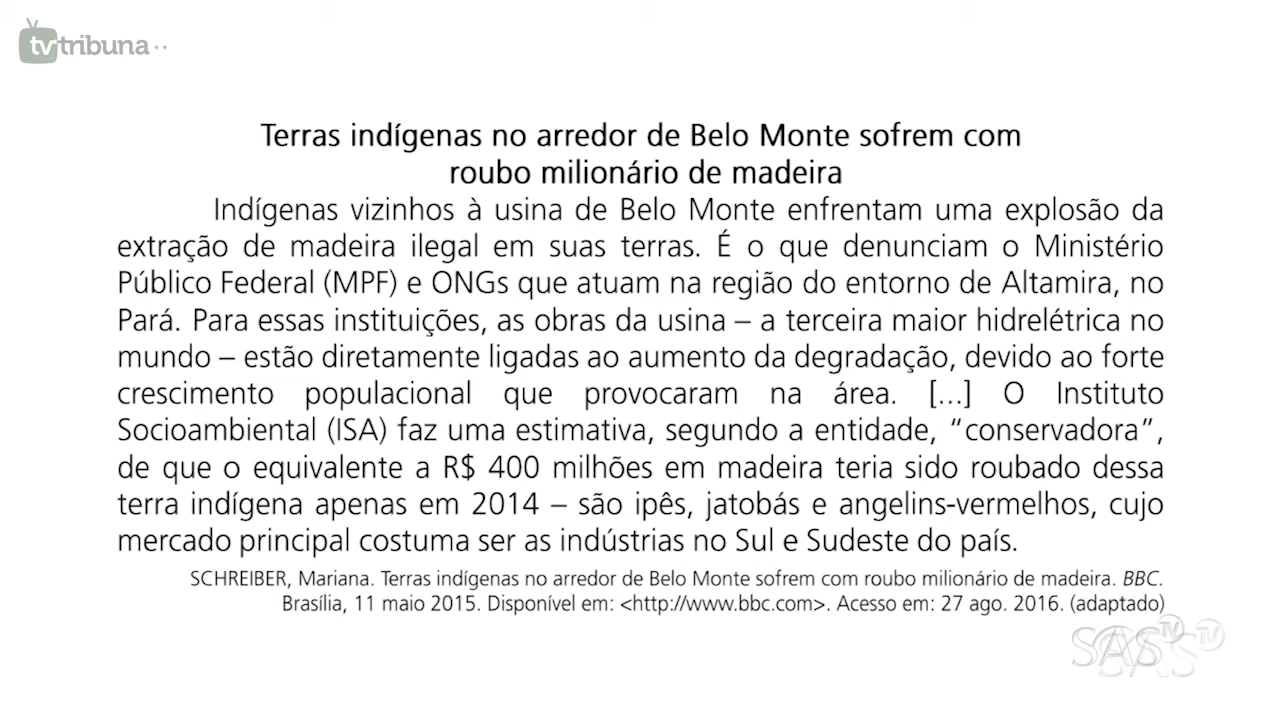 tvtribuna
Terras indígenas no arredor de Belo Monte sofrem com
roubo milionário de madeira
Indígenas vizinhos à usina de Belo Monte enfrentam uma explosão da
extração de madeira ilegal em suas terras. É o que denunciam o Ministério
Público Federal (MPF) e ONGs que atuam na região do entorno de Altamira, no
Pará. Para essas instituições, as obras da usina – a terceira maior hidrelétrica no
mundo – estão diretamente ligadas ao aumento da degradação, devido ao forte
crescimento populacional que provocaram na área. [...] O Instituto
Socioambiental (ISA) faz uma estimativa, segundo a entidade, “conservadora”,
de que o equivalente a R$ 400 milhões em madeira teria sido roubado dessa
terra indígena apenas em 2014 – são ipês, jatobás e angelins-vermelhos, cujo
mercado principal costuma ser as indústrias no Sul e Sudeste do país.
SCHREIBER, Mariana. Terras indígenas no arredor de Belo Monte sofrem com roubo milionário de madeira. BBC.
Brasília, 11 maio 2015. Disponível em: <http://www.bbc.com>. Acesso em: 27 ago. 2016. (adaptado)
SAS TV